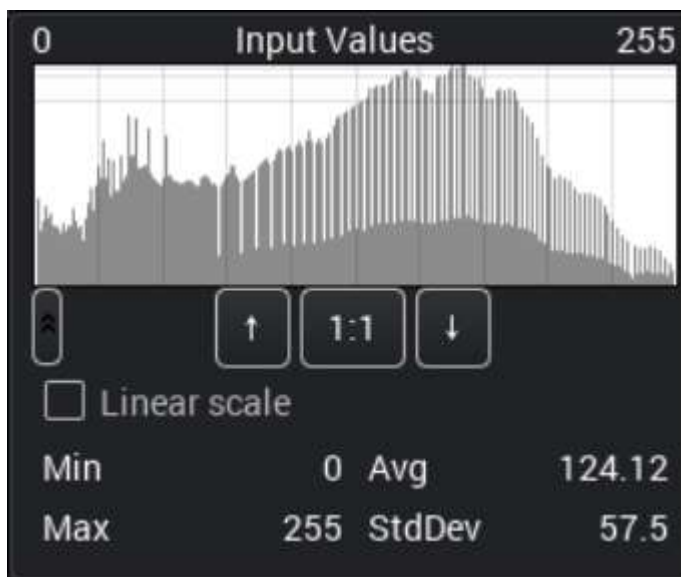 0 Input Values 255
↑ 1:1 ↓
Linear scale
Min 0 Avg 124.12
Max 255 StdDev 57.5